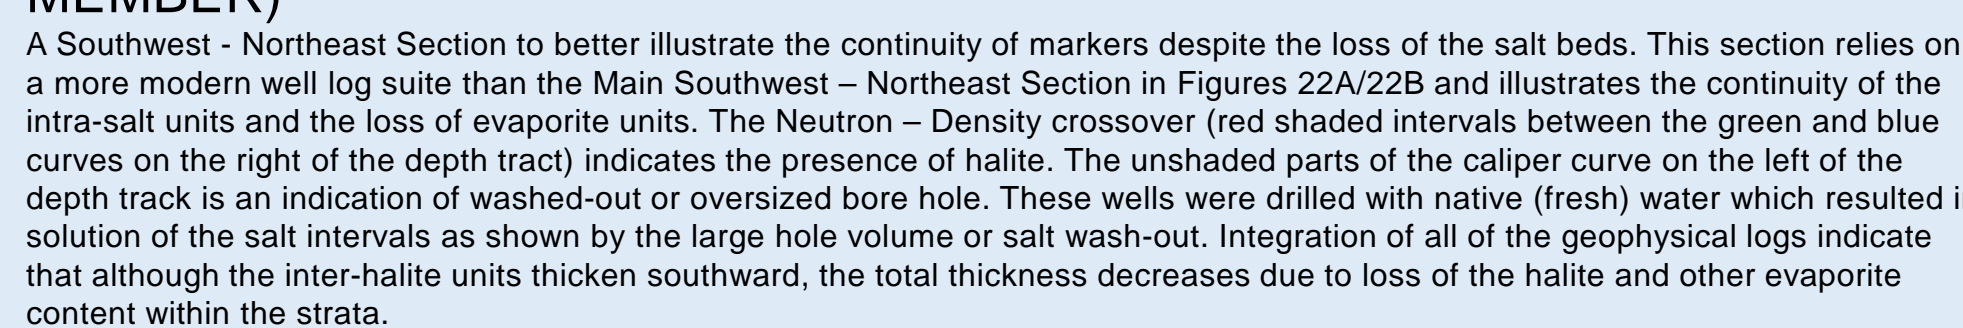 MEMBER)
A Southwest - Northeast Section to better illustrate the continuity of markers despite the loss of the salt beds. This section relies on
a more modern well log suite than the Main Southwest – Northeast Section in Figures 22A/22B and illustrates the continuity of the
intra-salt units and the loss of evaporite units. The Neutron – Density crossover (red shaded intervals between the green and blue
curves on the right of the depth tract) indicates the presence of halite. The unshaded parts of the caliper curve on the left of the
depth track is an indication of washed-out or oversized bore hole. These wells were drilled with native (fresh) water which resulted
solution of the salt intervals as shown by the large hole volume or salt wash-out. Integration of all of the geophysical logs indicate
that although the inter-halite units thicken southward, the total thickness decreases due to loss of the halite and other evaporite
content within the strata.